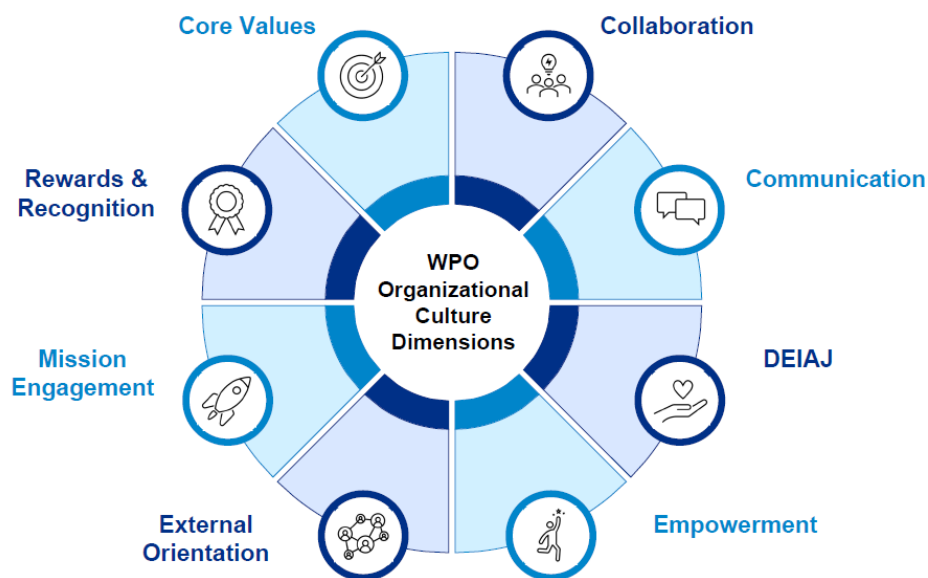 Core Values
Collaboration
Rewards &
Recognition
Communication
WPO
Organizational
Culture
Dimensions
Mission
Engagement
DEIAJ
External
Orientation
Empowerment